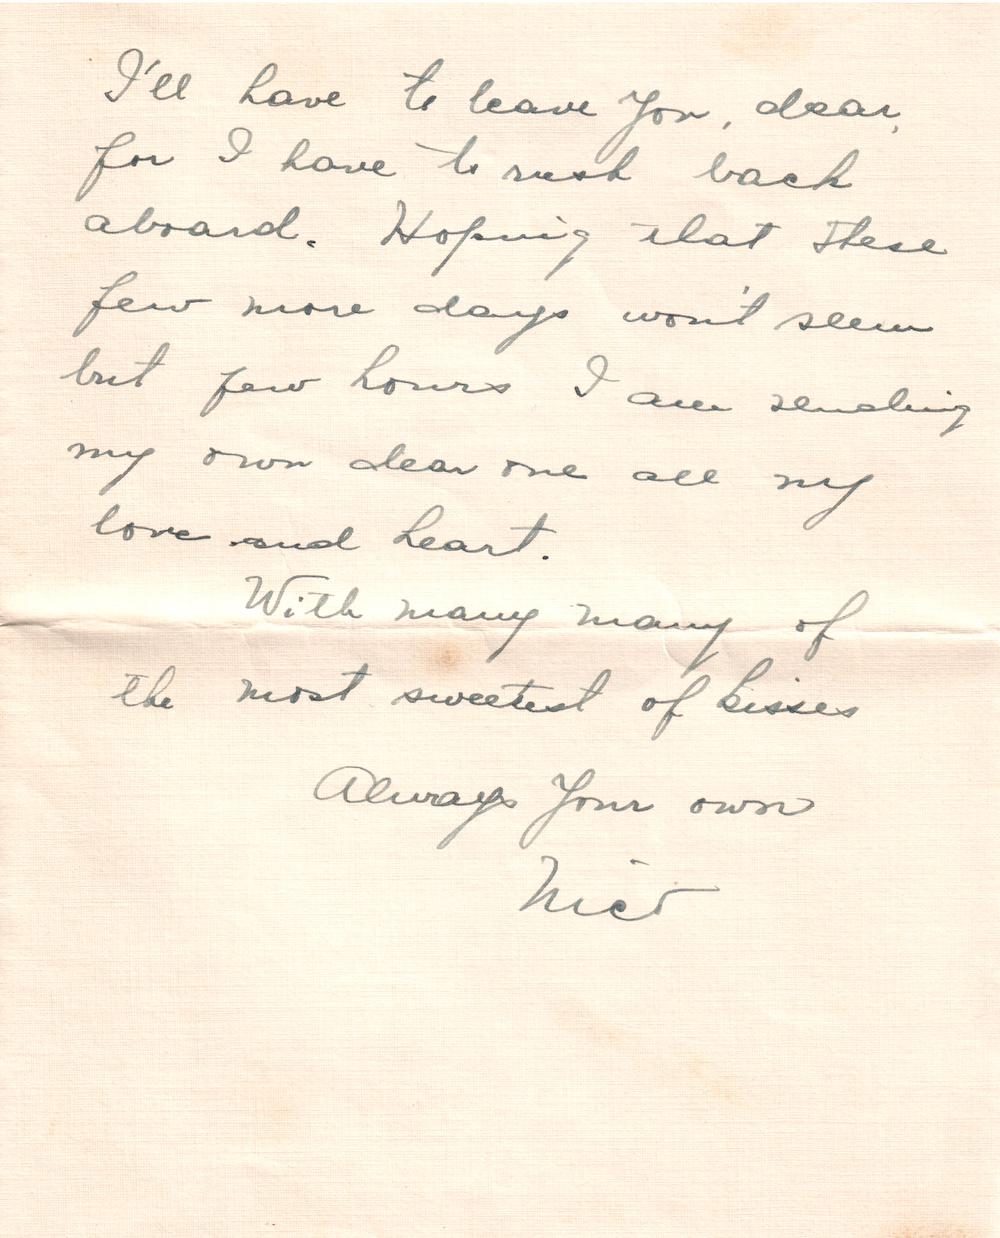 I'll have to leave You, dear,
for I have to rush back
aboard. Hoping that these
few more days won't seem
but few hours I am sending
my own dear one all my
love and heart.
With many many of
the most sweetest of kisses
Always Your own
Nico